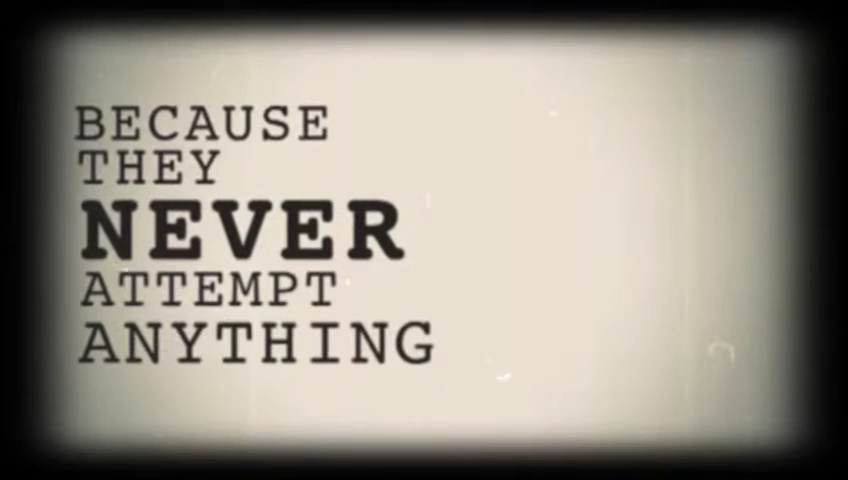 BECAUSE
THEY
NEVER
ATTEMPT
ANYTHING